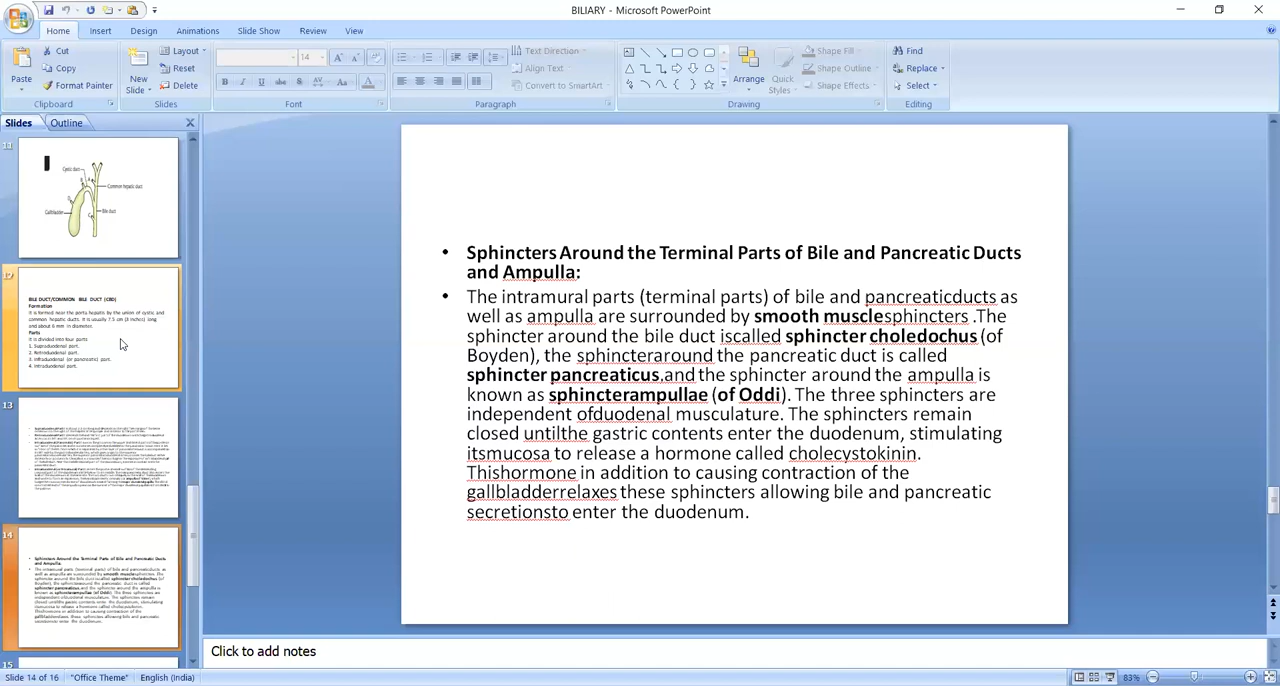 BILIARY - Microsoft PowerPoint
Home Insert Design Animations Slide Show Review View
Cut
Copy
Format Painter
Paste
Clipboard
New Slide
Layout
Reset
Delete
Slides
14
Font
Paragraph
Text Direction
Align Text
Convert to SmartArt
Arrange
Quick Styles
Shape Fill
Shape Outline
Shape Effects
Drawing
Find
Replace
Select
Editing
Slides Outline
11
Cystic duct
Common hepatic duct
Gallbladder
Bile duct
12
BILE DUCT/COMMON BILE DUCT (CBD)
Formation
It is formed near the porta hepatis by the union of cystic and
common hepatic ducts. It is usually 7.5 cm (3 inches) long
and about 6 mm in diameter.
Parts
It is divided into four parts
1. Supraduodenal part.
2. Retroduodenal part.
3. Infraduodenal (or pancreatic) part.
4. Intraduodenal part.
13
14
15
• Sphincters Around the Terminal Parts of Bile and Pancreatic Ducts
and Ampulla:
• The intramural parts (terminal parts) of bile and pancreaticducts as
well as ampulla are surrounded by smooth musclesphincters .The
sphincter around the bile duct iscalled sphincter choledochus (of
Boyden), the sphincteraround the pancreatic duct is called
sphincter pancreaticus,and the sphincter around the ampulla is
known as sphincterampullae (of Oddi). The three sphincters are
independent ofduodenal musculature. The sphincters remain
closed untilthe gastric contents enter the duodenum, stimulating
itsmucosa to release a hormone called cholecystokinin.
Thishormone in addition to causing contraction of the
gallbladderrelaxes these sphincters allowing bile and pancreatic
secretionsto enter the duodenum.
Click to add notes
Slide 14 of 16 "Office Theme" English (India) 83%